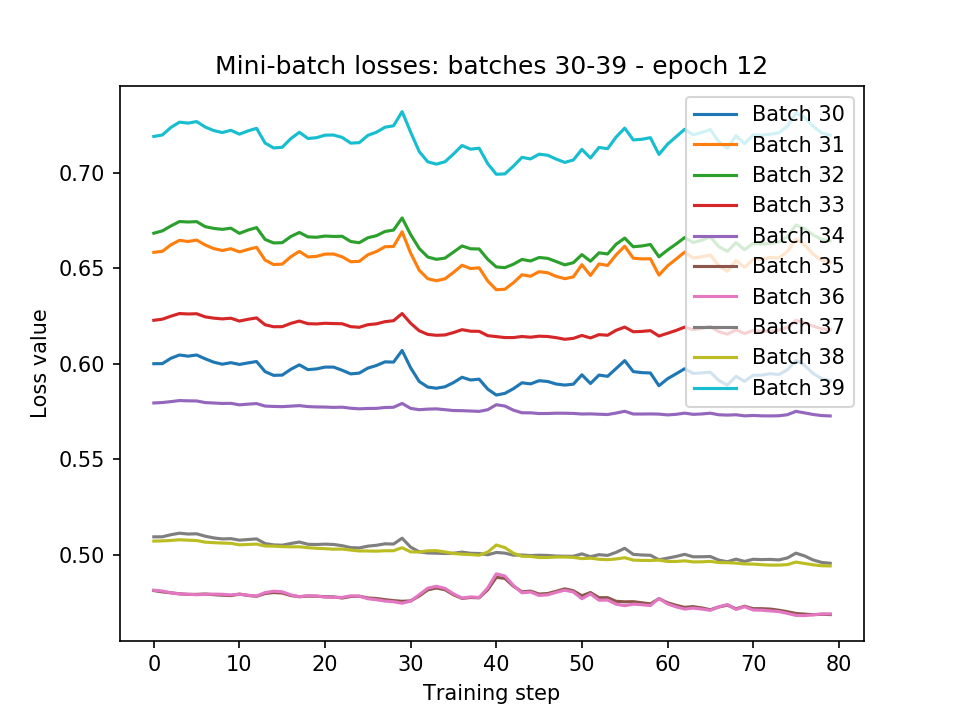 Mini-batch losses: batches 30-39 - epoch 12
Batch 30
Batch 31
Batch 32
Batch 33
Batch 34
Batch 35
Batch 36
Batch 37
Batch 38
Batch 39
0.70
0.65
0.60
0.55
0.50
Loss value
0 10 20 30 40 50 60 70 80
Training step